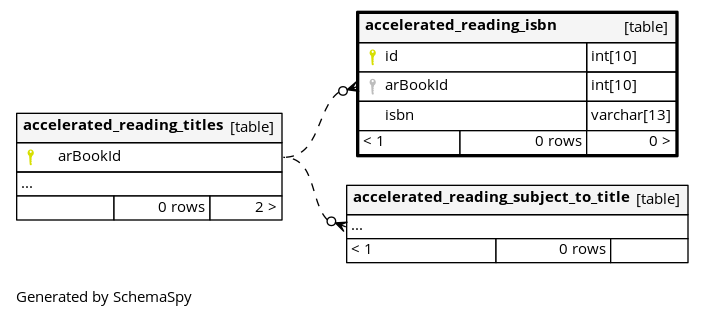 accelerated_reading_isbn [table]
id int[10]
arBookId int[10]
isbn varchar[13]
< 1 0 rows 0 >
accelerated_reading_titles [table]
arBookId
...
0 rows 2 >
accelerated_reading_subject_to_title [table]
...
< 1 0 rows
Generated by SchemaSpy